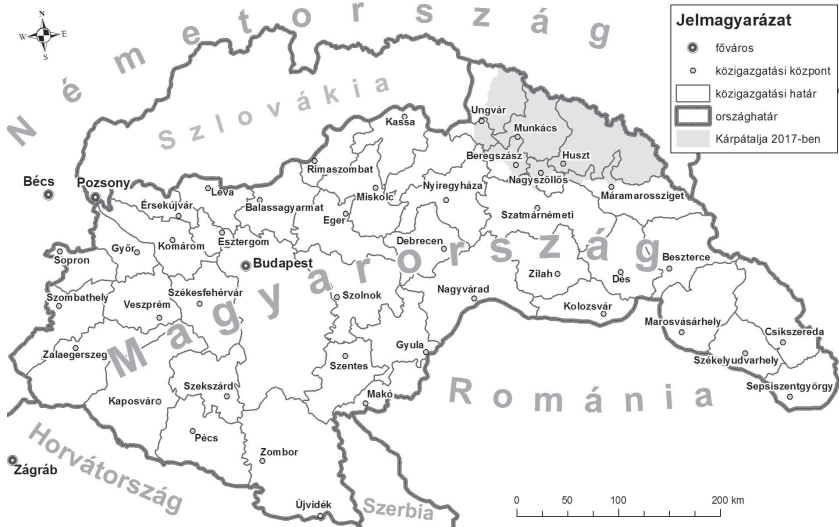 N
W E
S
Németország
Jelmagyarázat
főváros
közigazgatási központ
közigazgatási határ
országhatár
Kárpátalja 2017-ben
Szlovákia
Kassa
Ungvár
Munkács
Beregszász
Huszt
Nagyszőllős
Rimaszombat
Bécs
Pozsony
Léva
Miskolc
Nyíregyháza
Máramarossziget
Érsekújvár
Balassagyarmat
Eger
Szatmárnémeti
Sopron
Győr
Komárom
Esztergom
Debrecen
Budapest
Magyarország
Zilah
Dés
Beszterce
Szombathely
Veszprém
Székesfehérvár
Szolnok
Nagyvárad
Kolozsvár
Marosvásárhely
Csíkszereda
Zalaegerszeg
Gyula
Szentes
Székelyudvarhely
Szekszárd
Makó
Románia
Sepsiszentgyörgy
Kaposvár
Pécs
Zombor
Zágráb
Horvátország
Újvidék
Szerbia
0 50 100 200 km